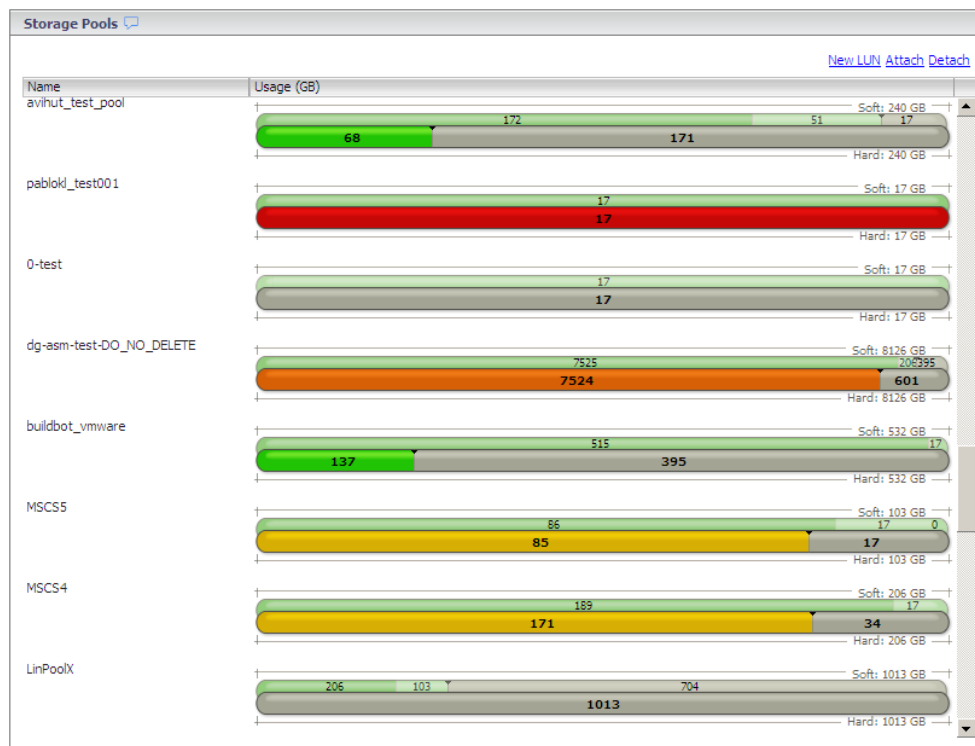 Storage Pools
New LUN Attach Detach
Name Usage (GB)
avihut_test_pool
Soft: 240 GB
172 51 17
68 171
Hard: 240 GB
pablokl_test001
Soft: 17 GB
17
17
Hard: 17 GB
0-test
Soft: 17 GB
17
17
Hard: 17 GB
dg-asm-test-DO_NO_DELETE
Soft: 8126 GB
7525 206 395
7524 601
Hard: 8126 GB
buildbot_vmware
Soft: 532 GB
515 17
137 395
Hard: 532 GB
MSCS5
Soft: 103 GB
86 17 0
85 17
Hard: 103 GB
MSCS4
Soft: 206 GB
189 17
171 34
Hard: 206 GB
LinPoolX
Soft: 1013 GB
206 103 704
1013
Hard: 1013 GB